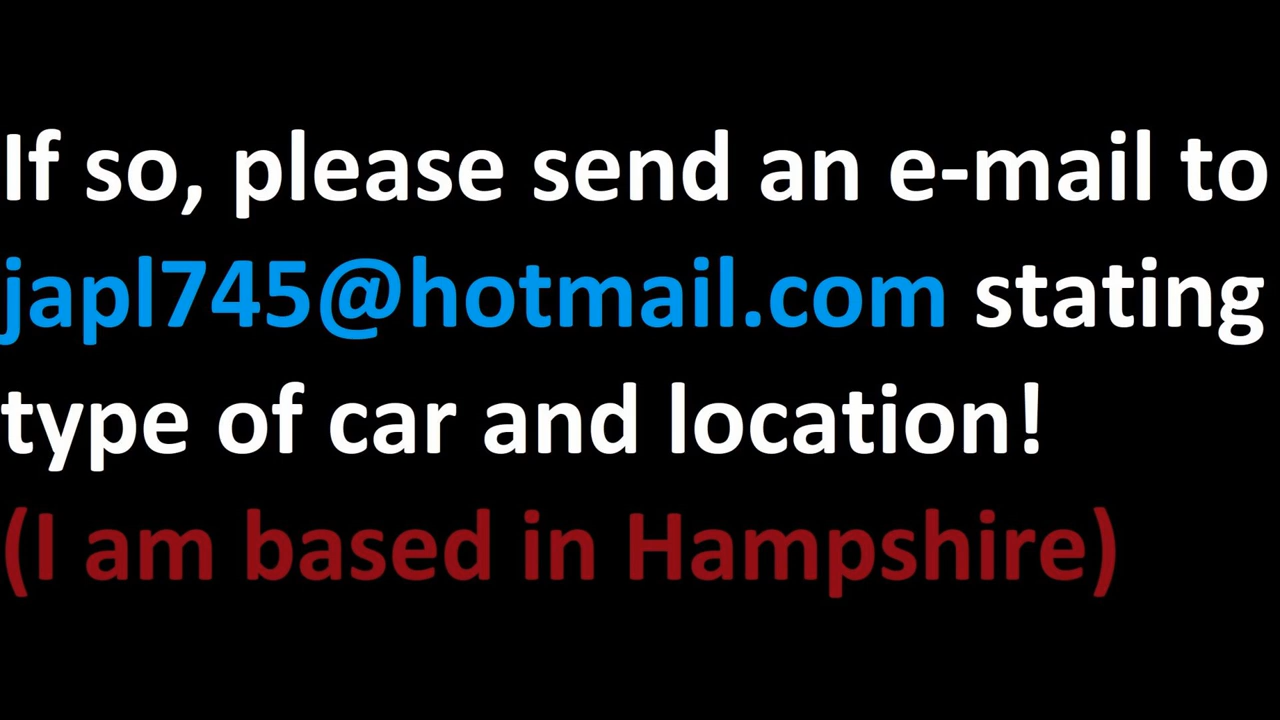 If so, please send an e-mail to
japl745@hotmail.com stating
type of car and location!
(I am based in Hampshire)